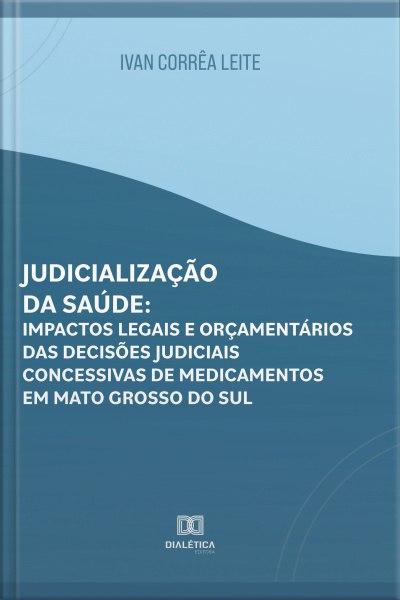 IVAN CORRÊA LEITE
JUDICIALIZAÇÃO
DA SAÚDE:
IMPACTOS LEGAIS E ORÇAMENTÁRIOS
DAS DECISÕES JUDICIAIS
CONCESSIVAS DE MEDICAMENTOS
EM MATO GROSSO DO SUL
DIALÉTICA
EDITORA